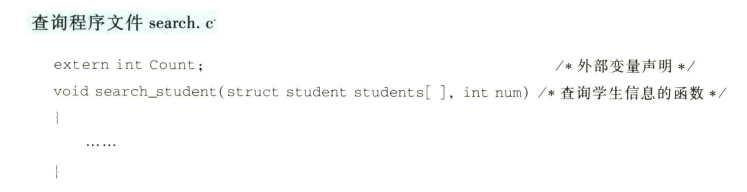 查询程序文件 search. c
extern int Count; /* 外部变量声明 */
void search_student(struct student students[ ], int num) /* 查询学生信息的函数 */
{
……
}